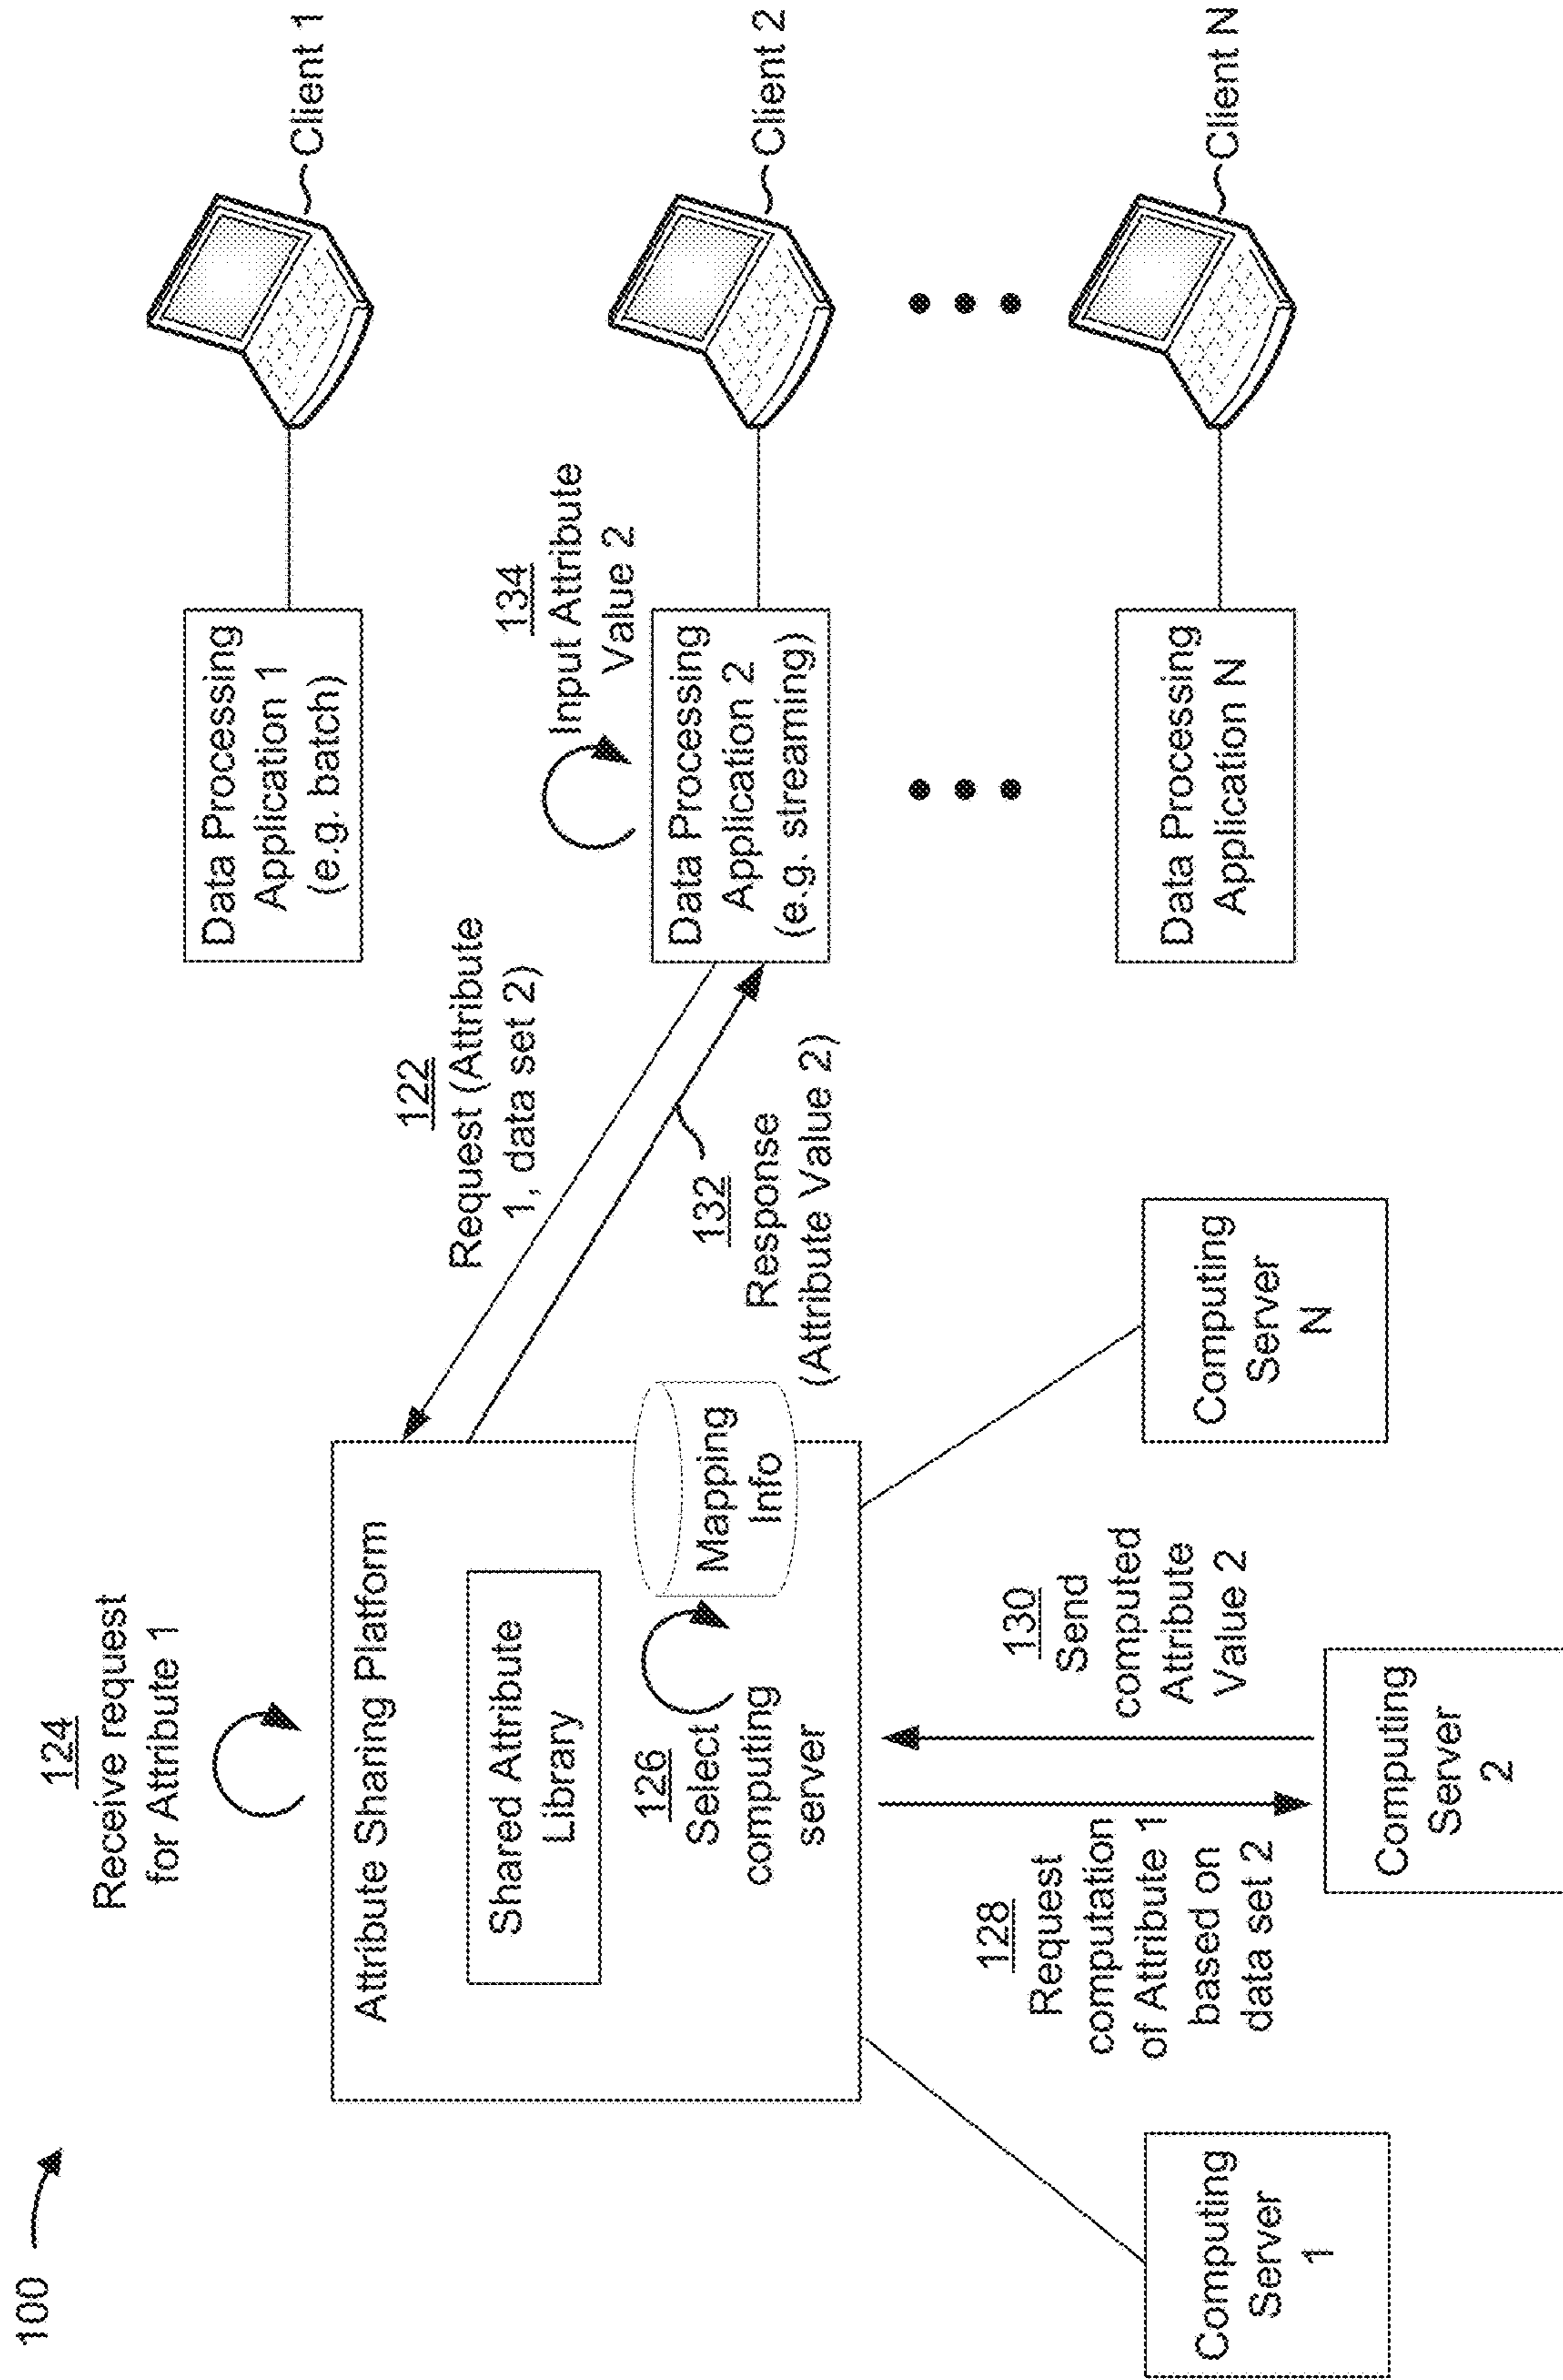 100
124
Receive request
for Attribute 1
Attribute Sharing Platform
Shared Attribute
Library
126
Select
computing
server
Mapping
Info
122
Request (Attribute
1, data set 2)
132
Response
(Attribute Value 2)
Data Processing
Application 1
(e.g. batch)
Client 1
134
Input Attribute
Value 2
Data Processing
Application 2
(e.g. streaming)
Client 2
Data Processing
Application N
Client N
128
Request
computation
of Attribute 1
based on
data set 2
130
Send
computed
Attribute
Value 2
Computing
Server
1
Computing
Server
2
Computing
Server
N